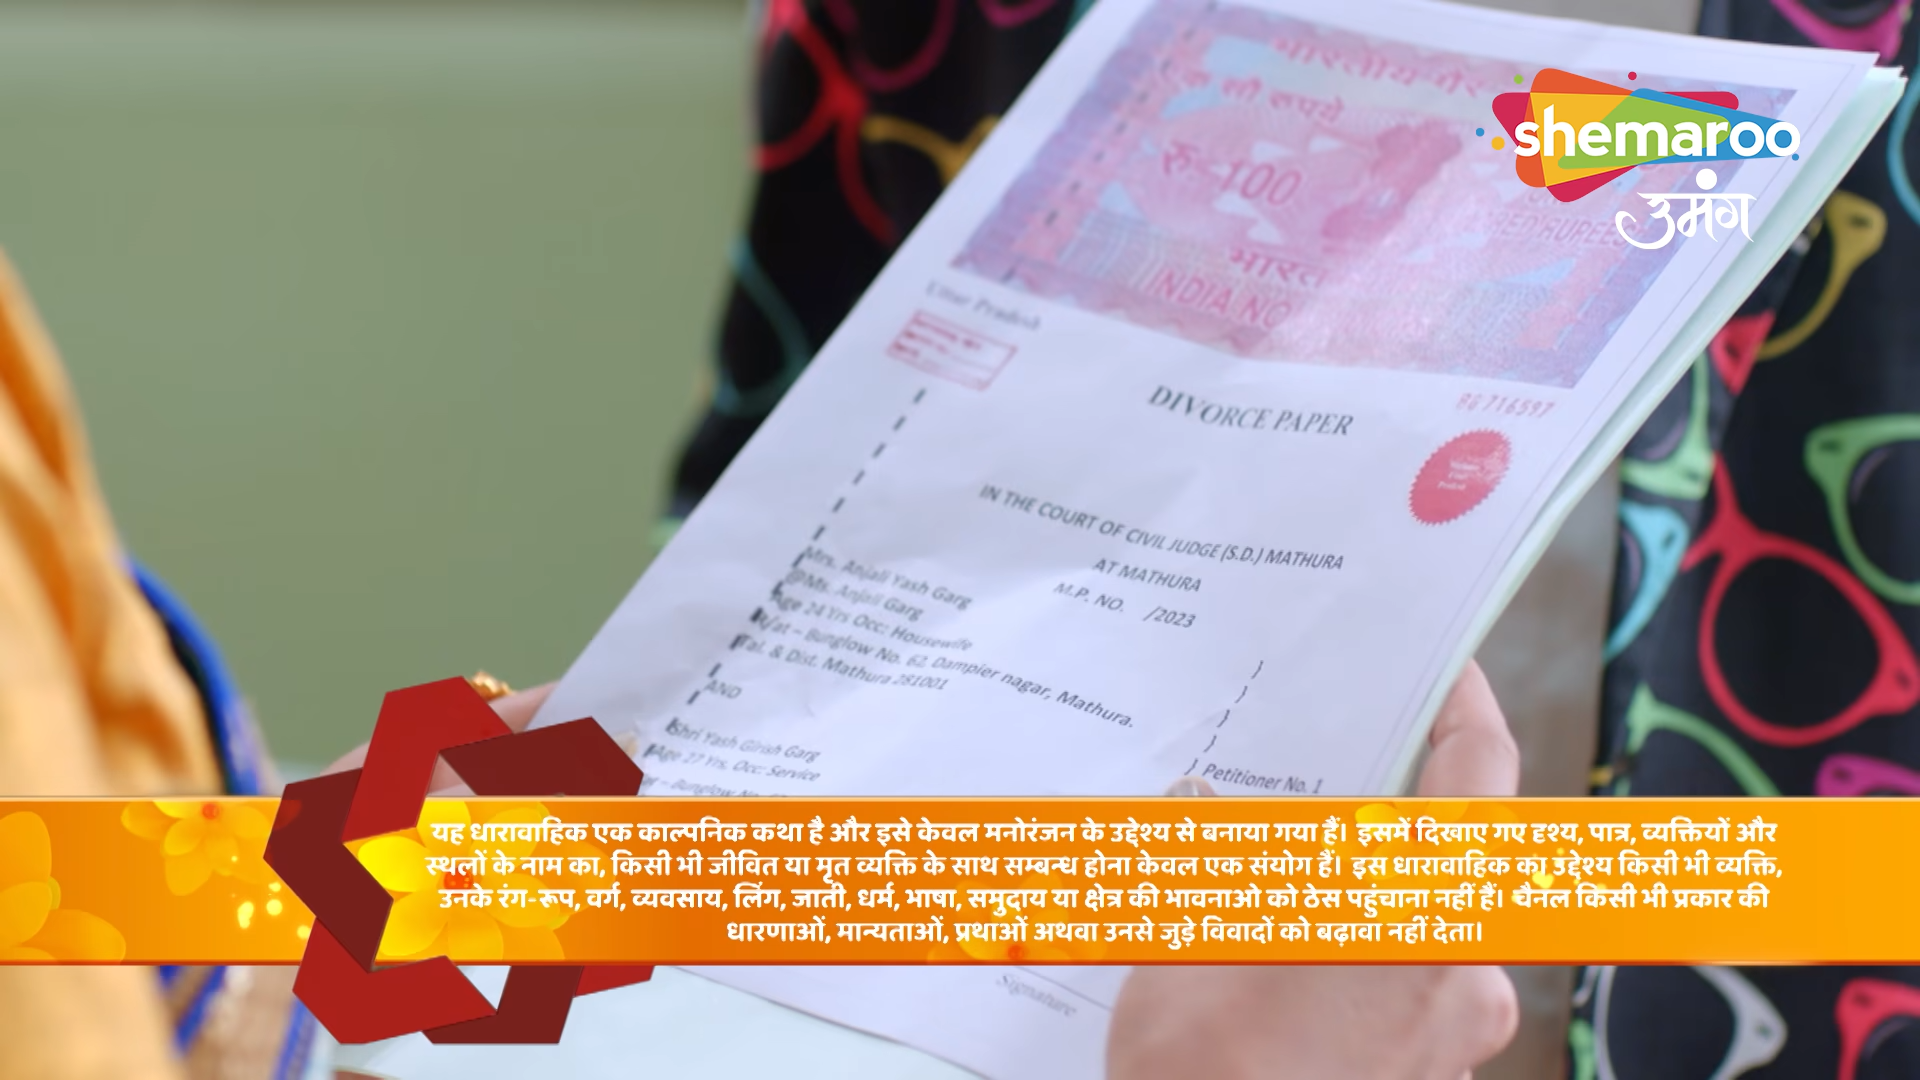 shemaroo
उमंग
भारतीय गैर
एक सौ रुपये
रु.100
RED RUPEES
भारत
INDIA NO
Uttar Pradesh
DIVORCE PAPER
BG 716597
IN THE COURT OF CIVIL JUDGE (S.D.) MATHURA
AT MATHURA
M.P. NO. /2023
Mrs. Anjali Yash Garg
@Ms. Anjali Garg
Age 24 Yrs Occ: Housewife
R/at – Bunglow No. 62, Dampier nagar, Mathura.
Tal. & Dist. Mathura 281001
AND
Shri Yash Girish Garg
Age 27 Yrs. Occ: Service
} Petitioner No. 1
यह धारावाहिक एक काल्पनिक कथा है और इसे केवल मनोरंजन के उद्देश्य से बनाया गया हैं। इसमें दिखाए गए दृश्य, पात्र, व्यक्तियों और
स्थलों के नाम का, किसी भी जीवित या मृत व्यक्ति के साथ सम्बन्ध होना केवल एक संयोग हैं। इस धारावाहिक का उद्देश्य किसी भी व्यक्ति,
उनके रंग-रूप, वर्ग, व्यवसाय, लिंग, जाती, धर्म, भाषा, समुदाय या क्षेत्र की भावनाओ को ठेस पहुंचाना नहीं हैं। चैनल किसी भी प्रकार की
धारणाओं, मान्यताओं, प्रथाओं अथवा उनसे जुड़े विवादों को बढ़ावा नहीं देता।
Signature